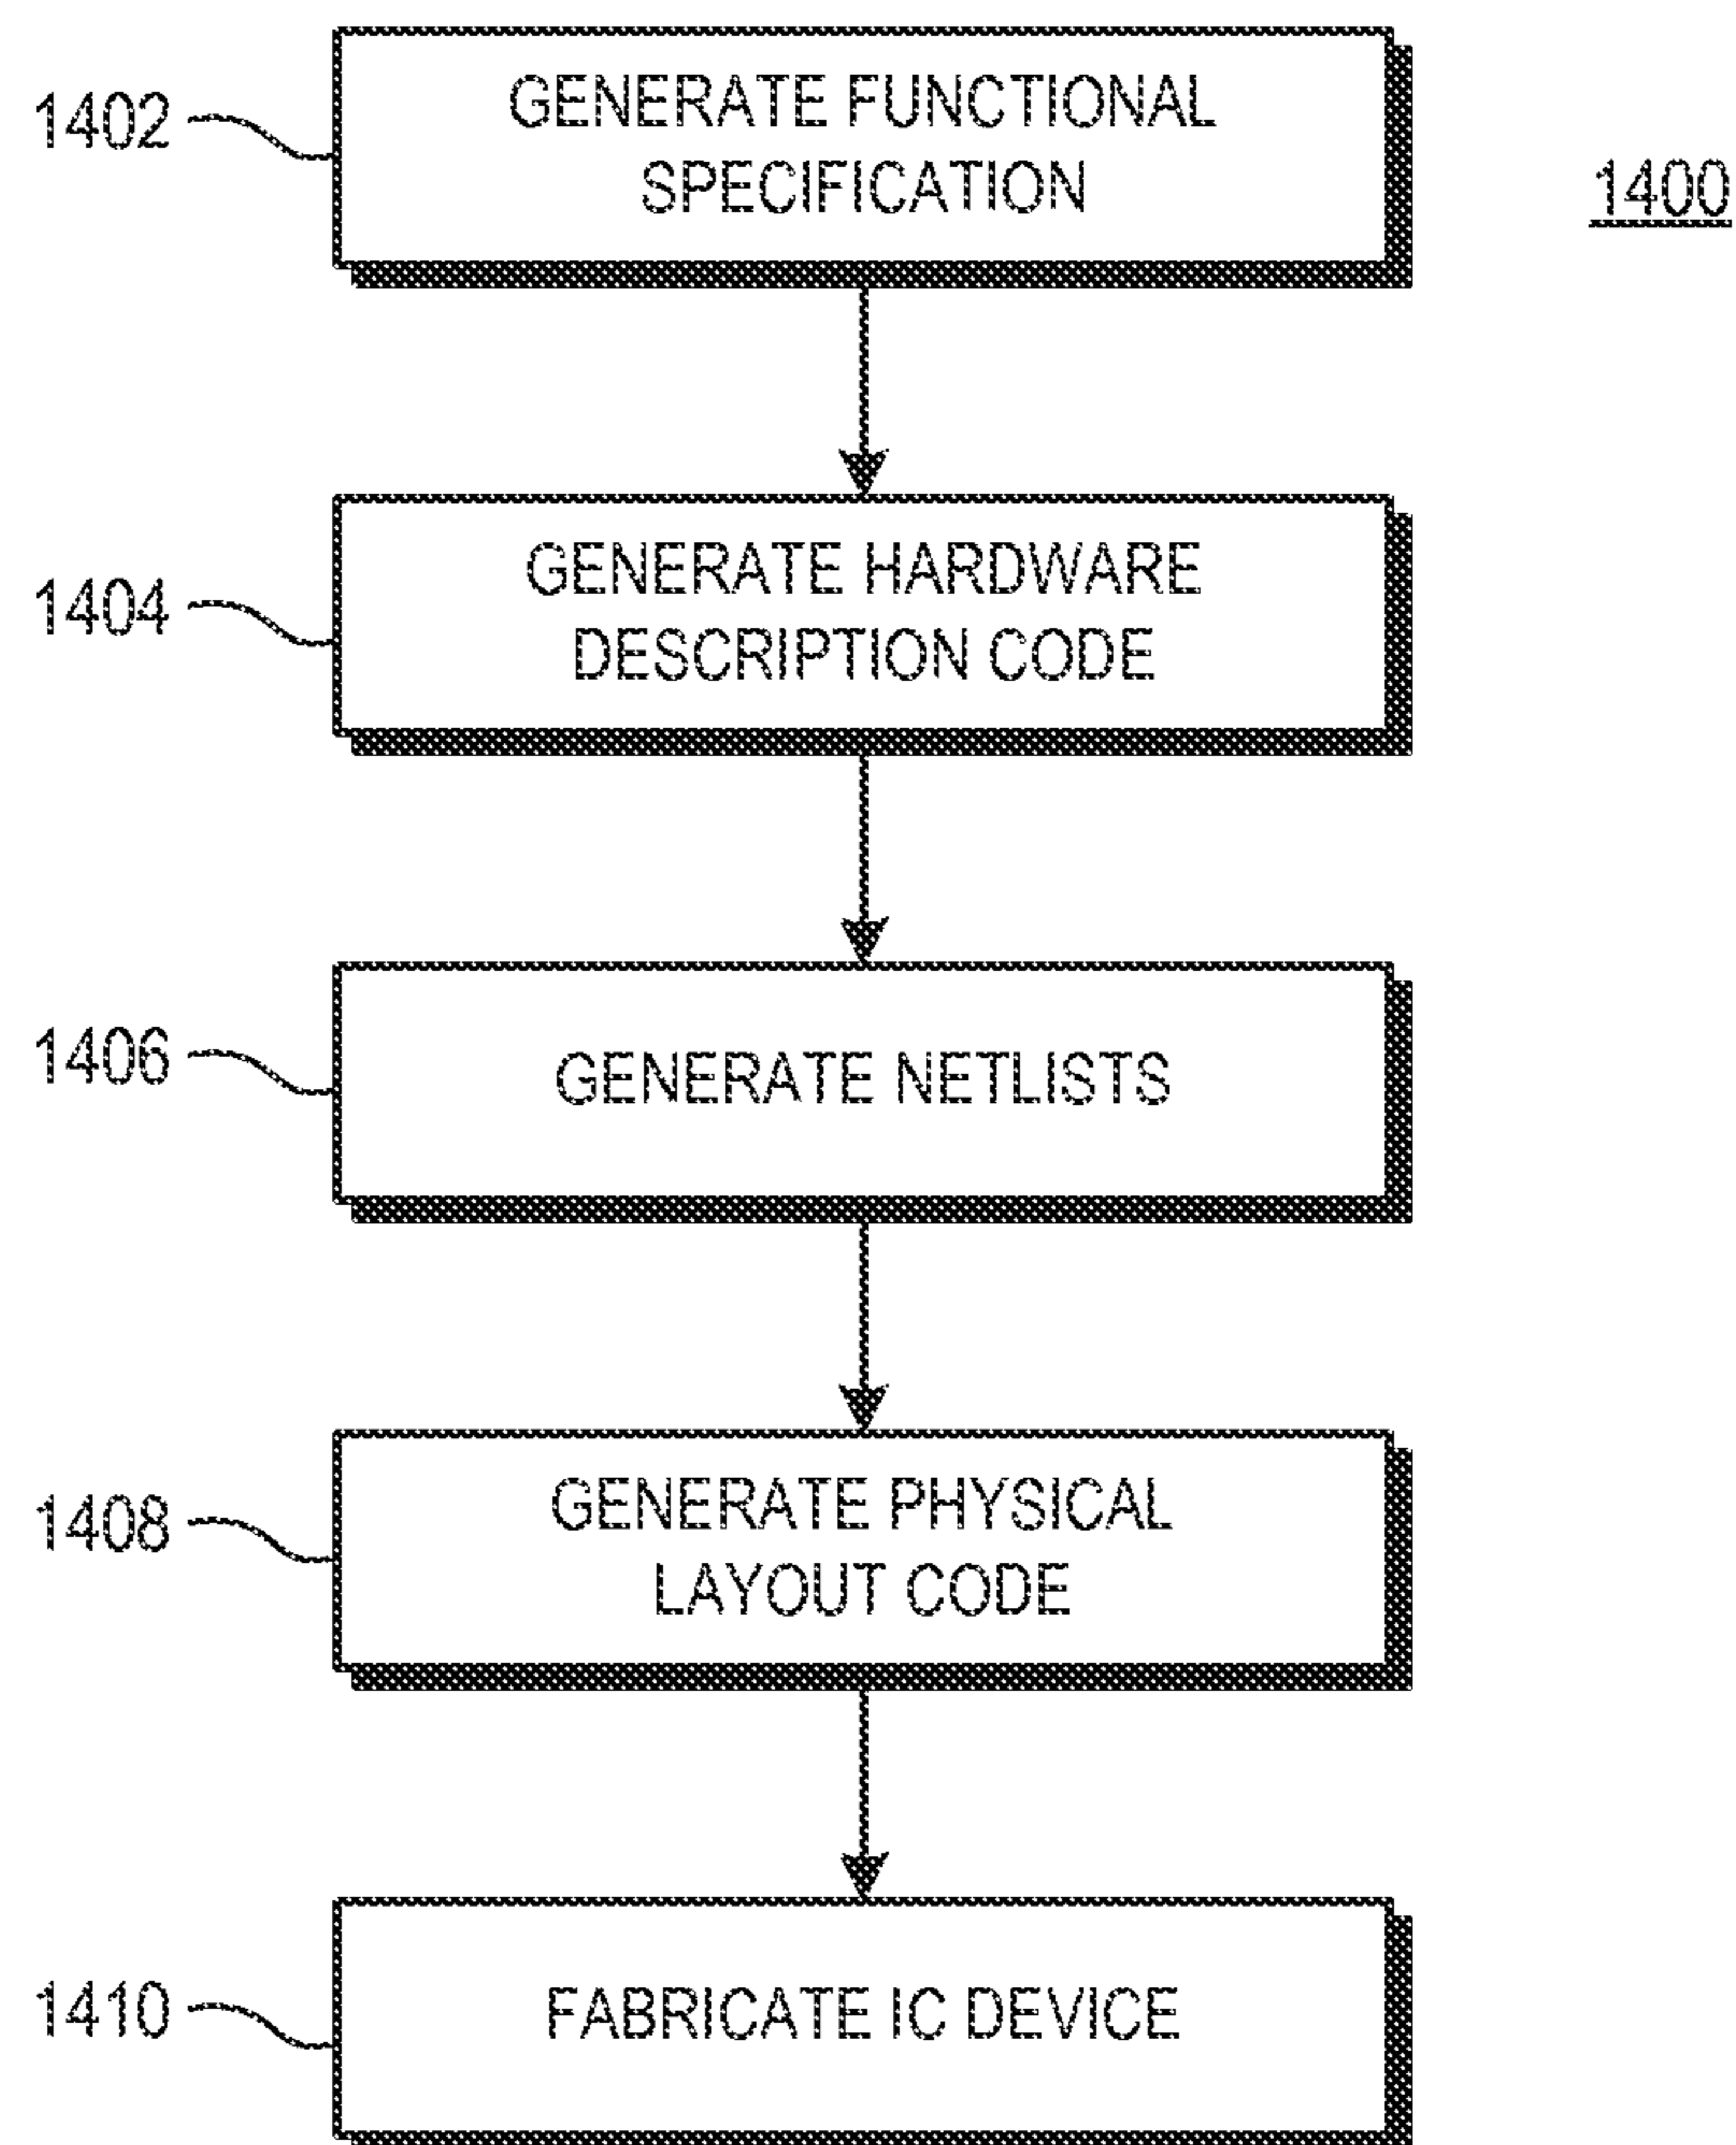 1402
GENERATE FUNCTIONAL
SPECIFICATION
1400
1404
GENERATE HARDWARE
DESCRIPTION CODE
1406
GENERATE NETLISTS
1408
GENERATE PHYSICAL
LAYOUT CODE
1410
FABRICATE IC DEVICE